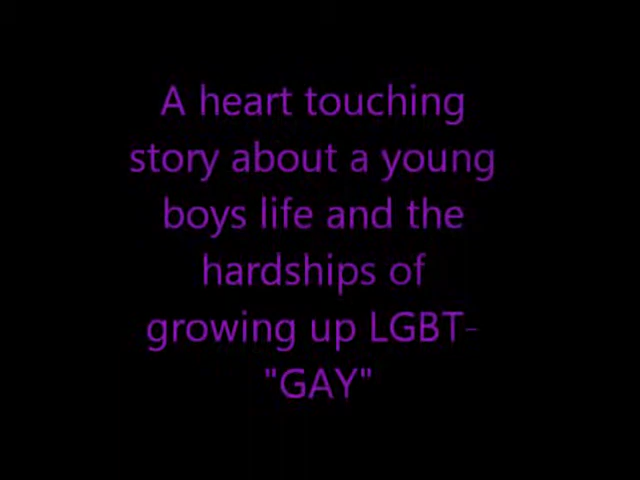 A heart touching
story about a young
boys life and the
hardships of
growing up LGBT-
"GAY"